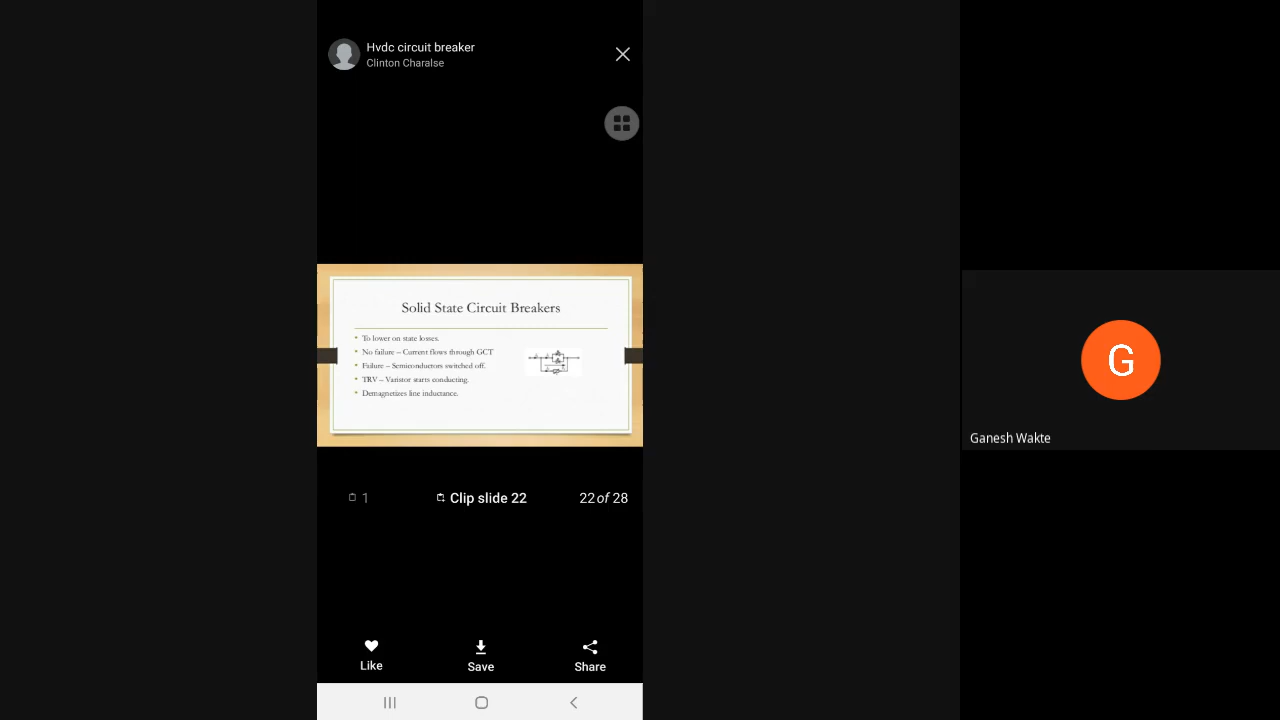 Hvdc circuit breaker
Clinton Charalse
Solid State Circuit Breakers
• To lower on state losses.
• No failure – Current flows through GCT
• Failure – Semiconductors switched off.
• TRV – Varistor starts conducting.
• Demagnetizes line inductance.
1
Clip slide 22
22 of 28
Like
Save
Share
G
Ganesh Wakte